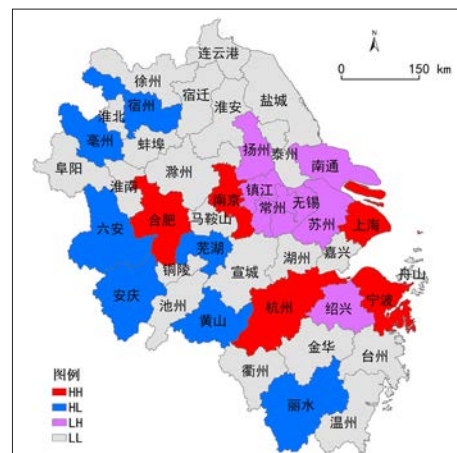 连云港
徐州
宿迁
淮安
盐城
淮北
宿州
亳州
蚌埠
扬州
泰州
南通
阜阳
淮南
滁州
南京
镇江
常州
无锡
苏州
上海
六安
合肥
马鞍山
芜湖
嘉兴
湖州
铜陵
宣城
舟山
安庆
池州
黄山
杭州
绍兴
宁波
金华
台州
衢州
丽水
温州
N
0 150 km
图例
HH
HL
LH
LL